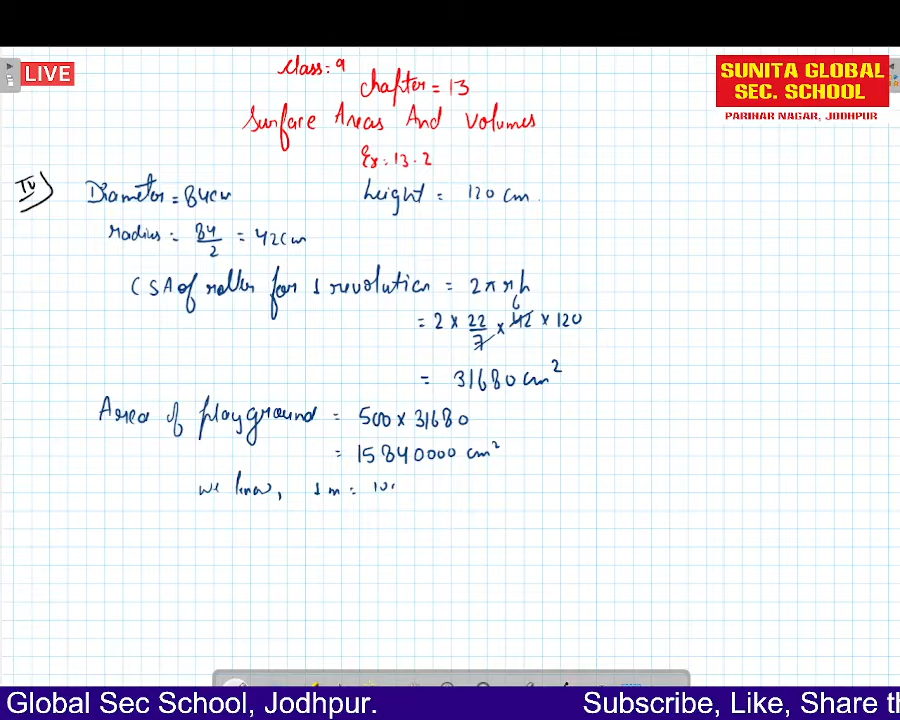 LIVE
Class: 9
Chapter = 13
Surface Areas And Volumes
Ex: 13.2
SUNITA GLOBAL
SEC. SCHOOL
PARIHAR NAGAR, JODHPUR
IV)
Diameter = 84cm height = 120 cm.
radius = 84/2 = 42cm
CSA of roller for 1 revolution = 2πrh
= 2 × 22/7 × 42 × 120
6
= 31680 cm²
Area of playground = 500 × 31680
= 15840000 cm²
we know, 1 m = 10
Global Sec School, Jodhpur. Subscribe, Like, Share th